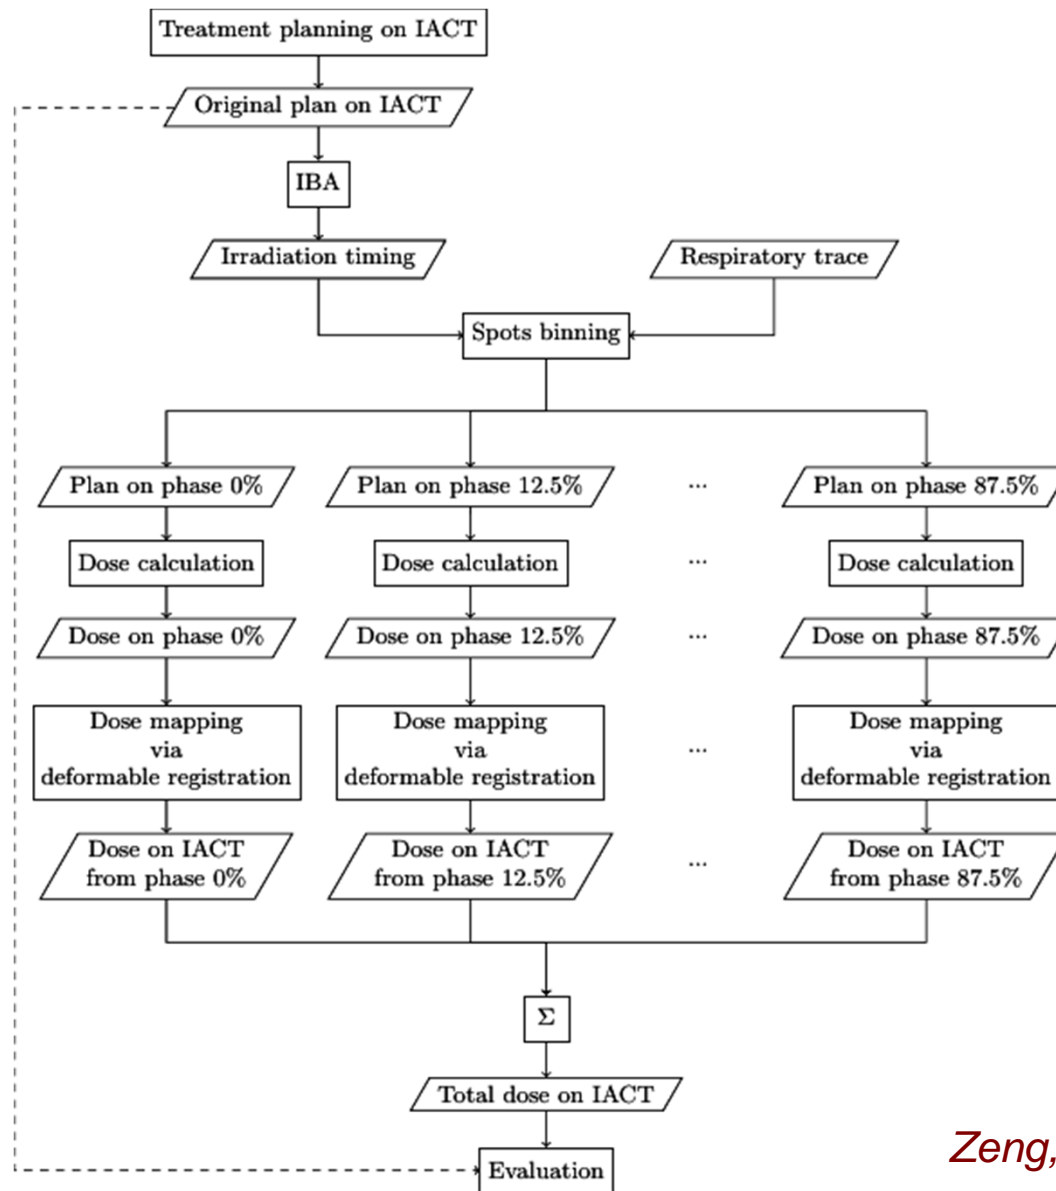 Treatment planning on IACT
Original plan on IACT
IBA
Irradiation timing
Respiratory trace
Spots binning
Plan on phase 0%
Plan on phase 12.5%
...
Plan on phase 87.5%
Dose calculation
Dose calculation
...
Dose calculation
Dose on phase 0%
Dose on phase 12.5%
...
Dose on phase 87.5%
Dose mapping
via
deformable registration
Dose mapping
via
deformable registration
...
Dose mapping
via
deformable registration
Dose on IACT
from phase 0%
Dose on IACT
from phase 12.5%
...
Dose on IACT
from phase 87.5%
Σ
Total dose on IACT
Evaluation
Zeng,